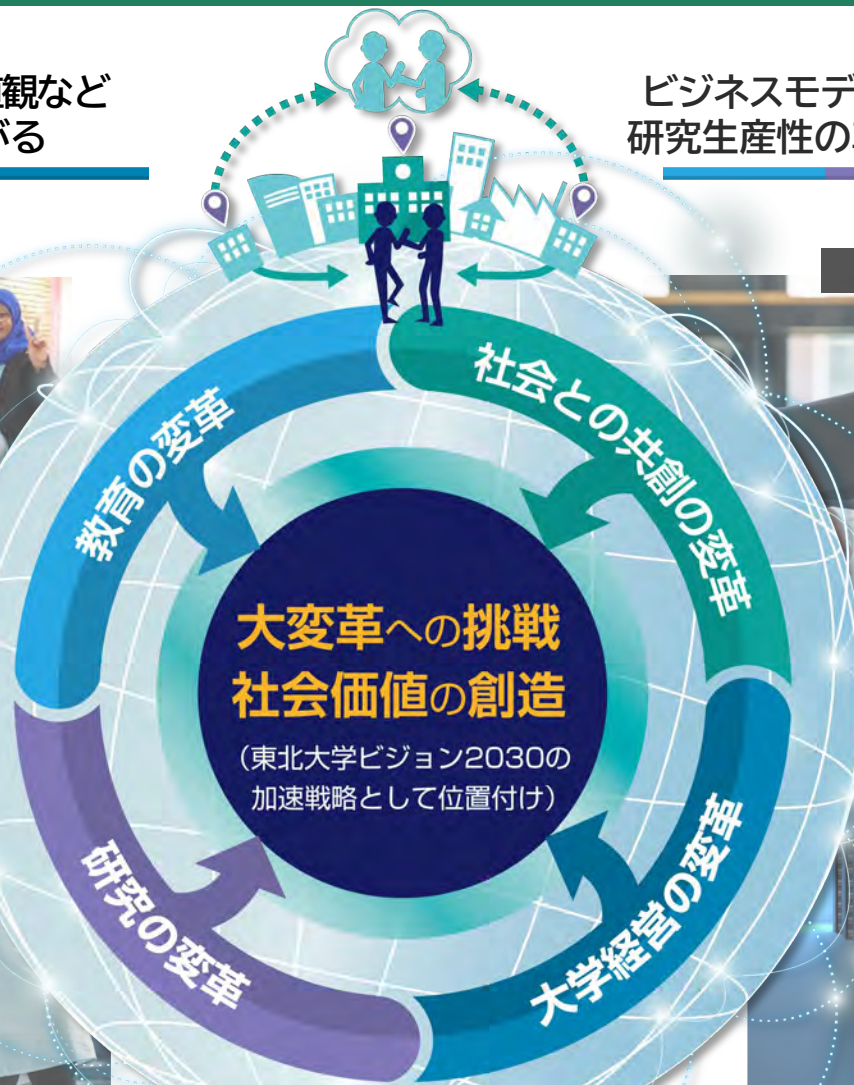 観など
がる
ビジネスモデ
研究生産性の
教育の変革
社会との共創の変革
大変革への挑戦
社会価値の創造
(東北大学ビジョン2030の
加速戦略として位置付け)
研究の変革
大学経営の変革